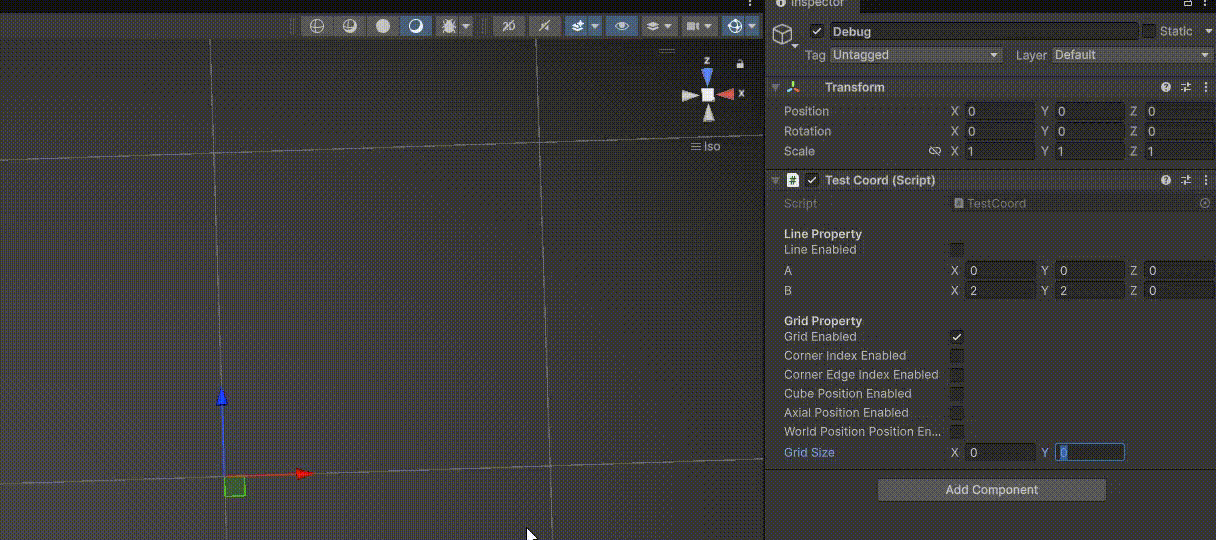 Inspector
Debug
Static
Tag Untagged Layer Default
2D
z
x
Iso
Transform
Position X 0 Y 0 Z 0
Rotation X 0 Y 0 Z 0
Scale X 1 Y 1 Z 1
# Test Coord (Script)
Script # TestCoord
Line Property
Line Enabled
A X 0 Y 0 Z 0
B X 2 Y 2 Z 0
Grid Property
Grid Enabled
Corner Index Enabled
Corner Edge Index Enabled
Cube Position Enabled
Axial Position Enabled
World Position Position En...
Grid Size X 0 Y 0
Add Component